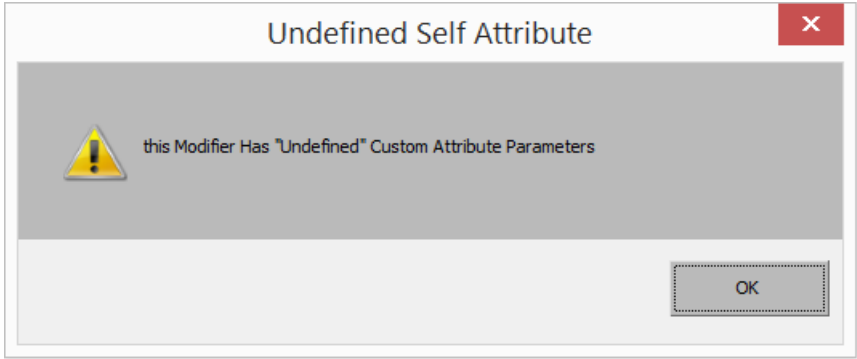 Undefined Self Attribute
this Modifier Has "Undefined" Custom Attribute Parameters
OK